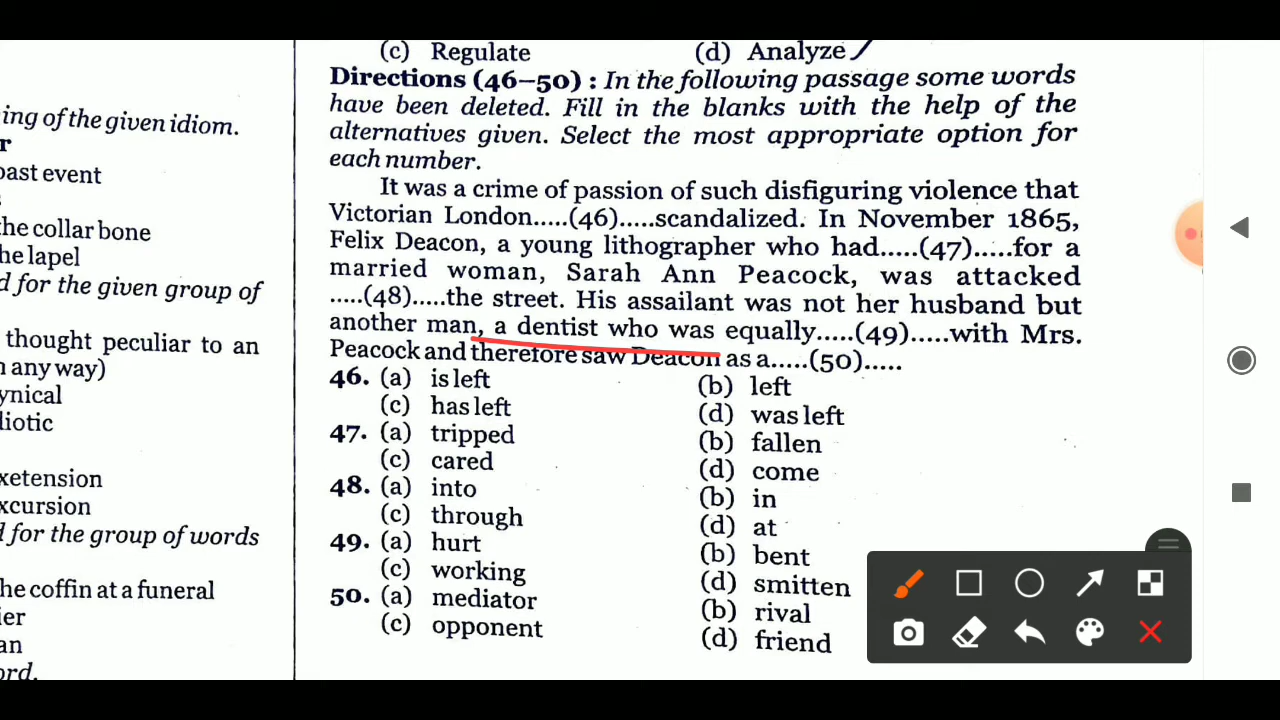 ing of the given idiom.
r
oast event
the collar bone
he lapel
d for the given group of
thought peculiar to an
n any way)
ynical
liotic
xetension
xcursion
d for the group of words
he coffin at a funeral
ier
an
ord.
(c) Regulate (d) Analyze
Directions (46–50) : In the following passage some words
have been deleted. Fill in the blanks with the help of the
alternatives given. Select the most appropriate option for
each number.
It was a crime of passion of such disfiguring violence that
Victorian London.....(46).....scandalized. In November 1865,
Felix Deacon, a young lithographer who had.....(47).....for a
married woman, Sarah Ann Peacock, was attacked
.....(48).....the street. His assailant was not her husband but
another man, a dentist who was equally.....(49).....with Mrs.
Peacock and therefore saw Deacon as a.....(50).....
46. (a) is left (b) left
(c) has left (d) was left
47. (a) tripped (b) fallen
(c) cared (d) come
48. (a) into (b) in
(c) through (d) at
49. (a) hurt (b) bent
(c) working (d) smitten
50. (a) mediator (b) rival
(c) opponent (d) friend